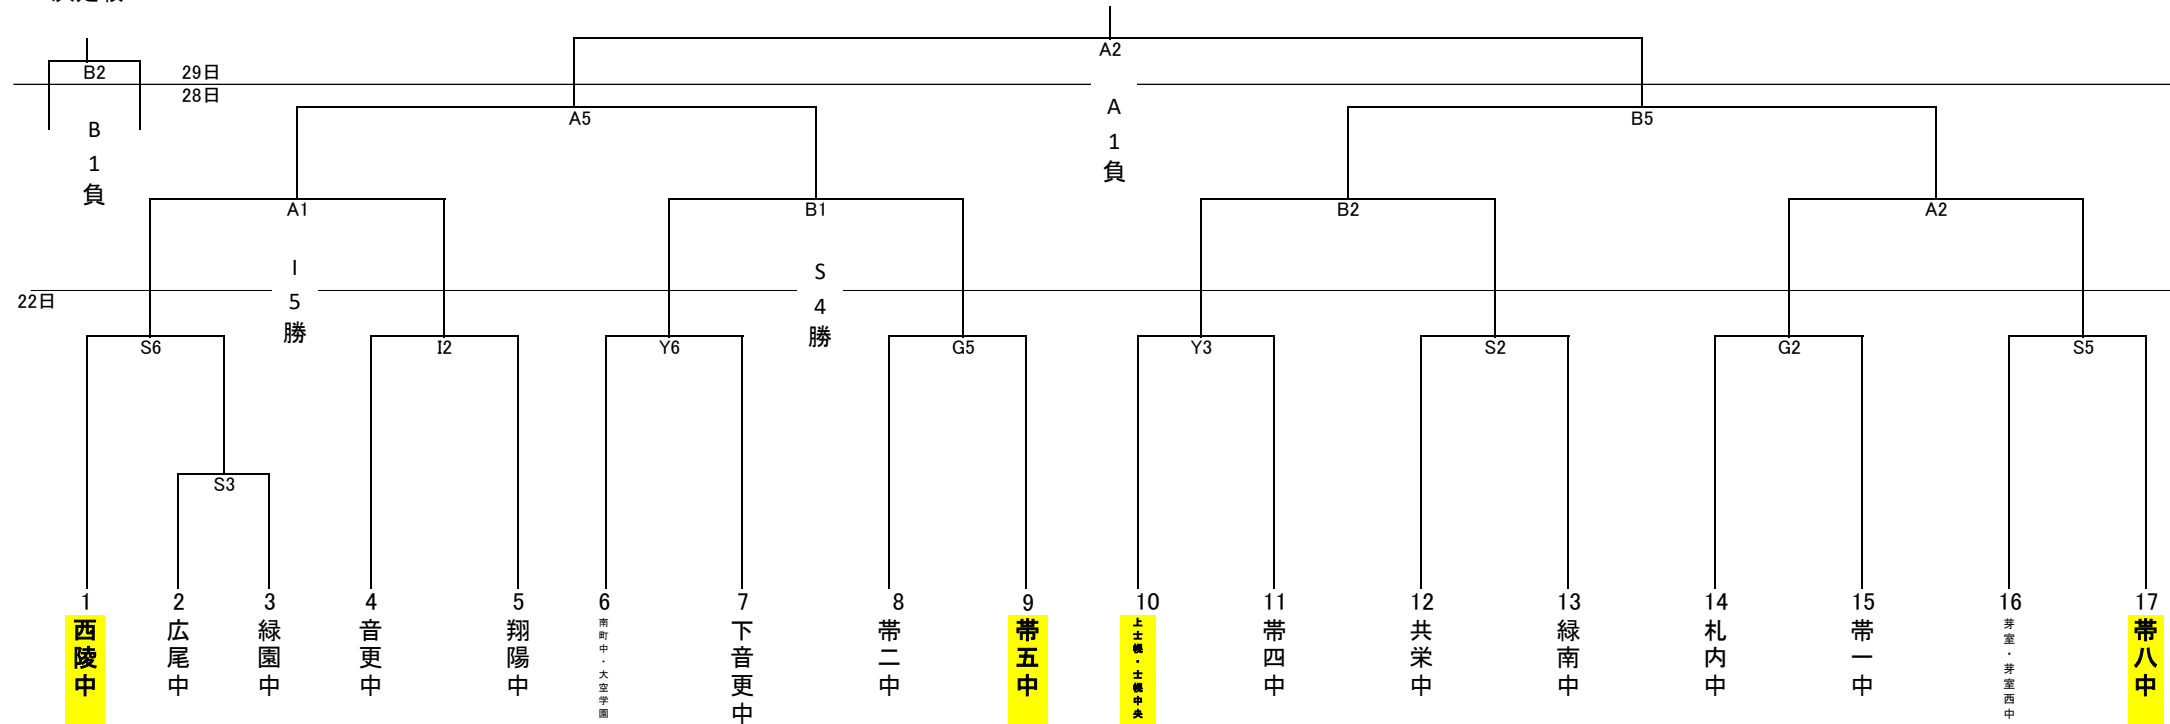 A2
B2
29日
28日
B1負
A5
A1負
B5
A1
B1
B2
A2
22日
I5勝
S4勝
S6
I2
Y6
G5
Y3
S2
G2
S5
S3
1
2
3
4
5
6
7
8
9
10
11
12
13
14
15
16
17
西陵中
広尾中
緑園中
音更中
翔陽中
南町中・大空学園
下音更中
帯二中
帯五中
上士幌・士幌中央
帯四中
共栄中
緑南中
札内中
帯一中
芽室・芽室西中
帯八中